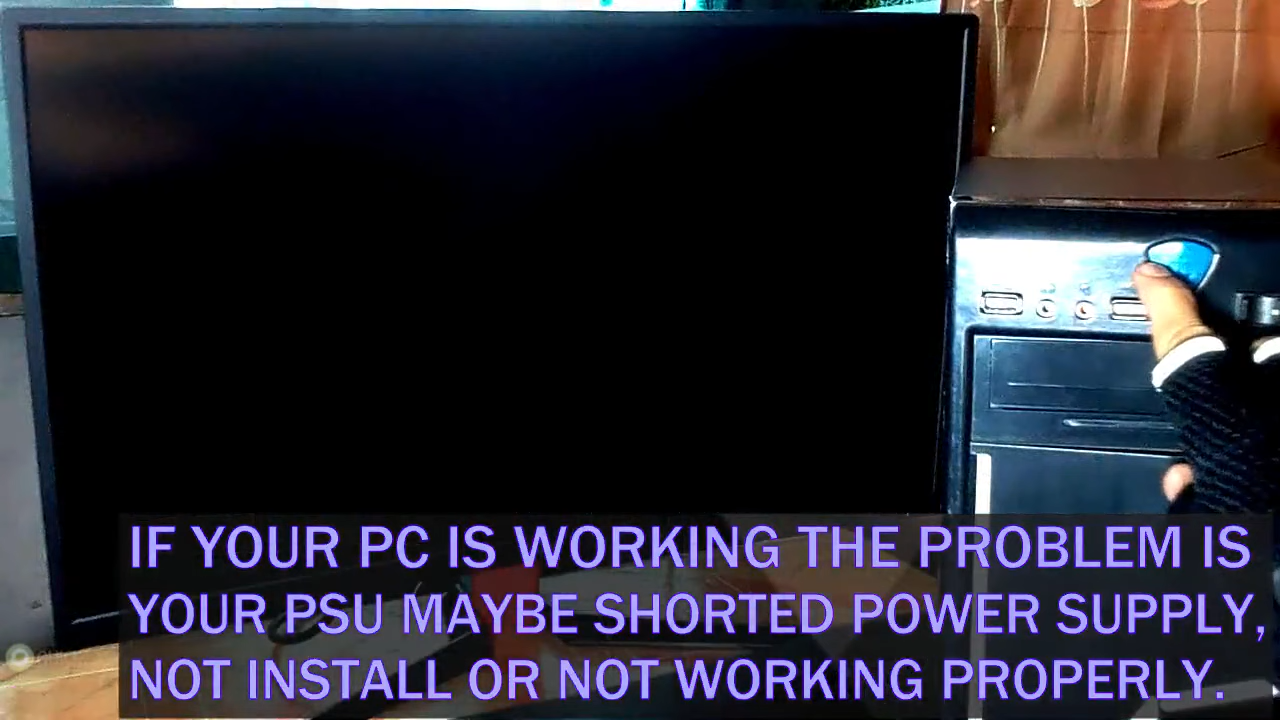 IF YOUR PC IS WORKING THE PROBLEM IS
YOUR PSU MAYBE SHORTED POWER SUPPLY,
NOT INSTALL OR NOT WORKING PROPERLY.